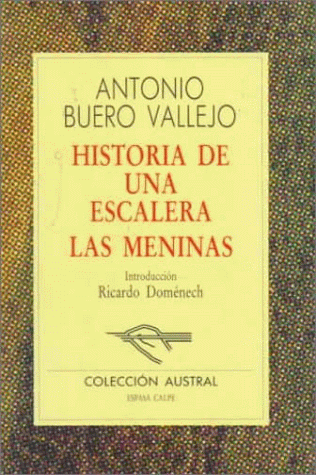 ANTONIO
BUERO VALLEJO
HISTORIA DE
UNA
ESCALERA
LAS MENINAS
Introducción
Ricardo Doménech
COLECCIÓN AUSTRAL
ESPASA CALPE